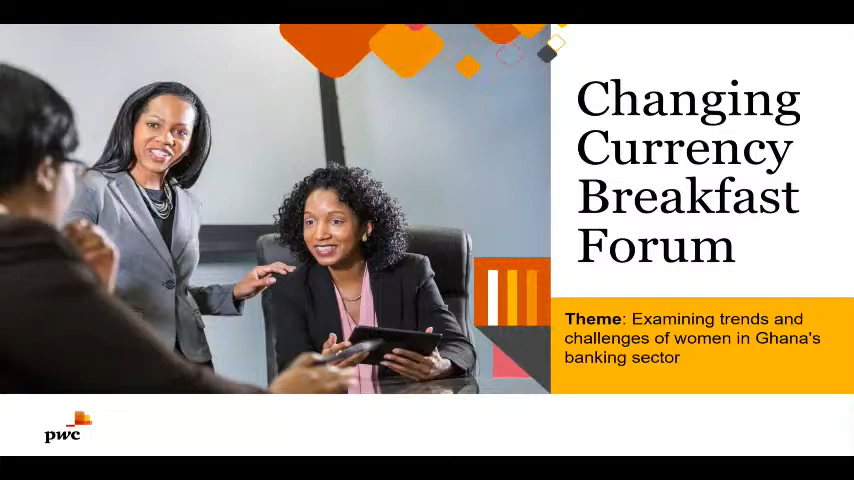 Changing
Currency
Breakfast
Forum
Theme: Examining trends and
challenges of women in Ghana's
banking sector
pwc